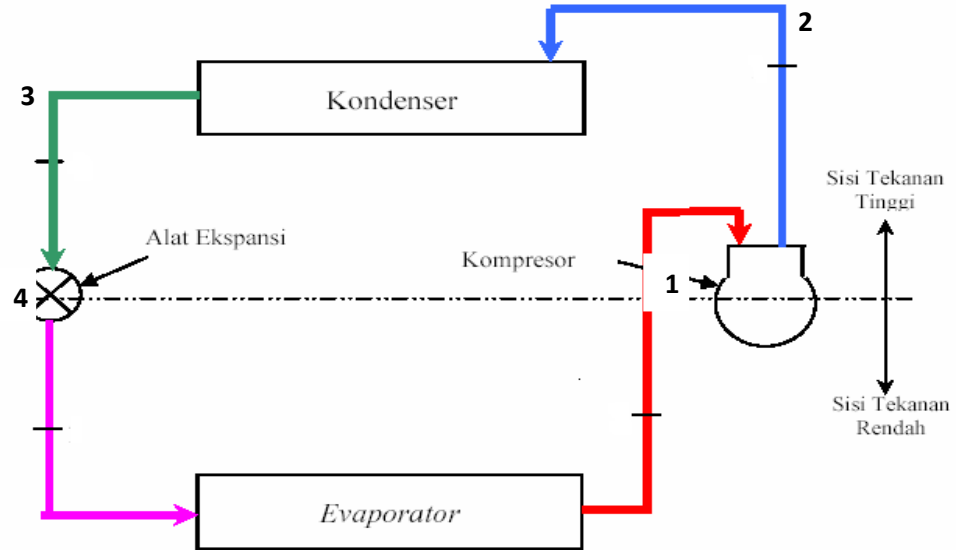 2
3
Kondenser
Sisi Tekanan
Tinggi
Alat Ekspansi
Kompresor
1
4
Sisi Tekanan
Rendah
Evaporator